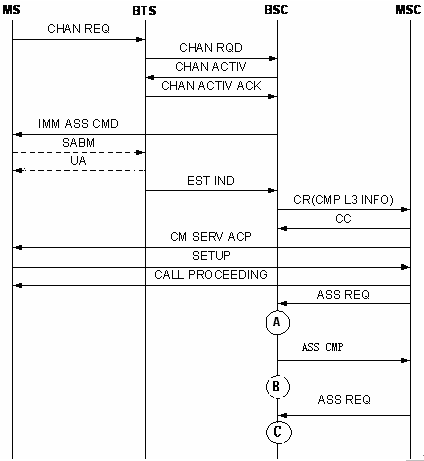 MS BTS BSC MSC
CHAN REQ
CHAN RQD
CHAN ACTIV
CHAN ACTIV ACK
IMM ASS CMD
SABM
UA
EST IND
CR(CMP L3 INFO)
CC
CM SERV ACP
SETUP
CALL PROCEEDING
ASS REQ
A
ASS CMP
B
ASS REQ
C